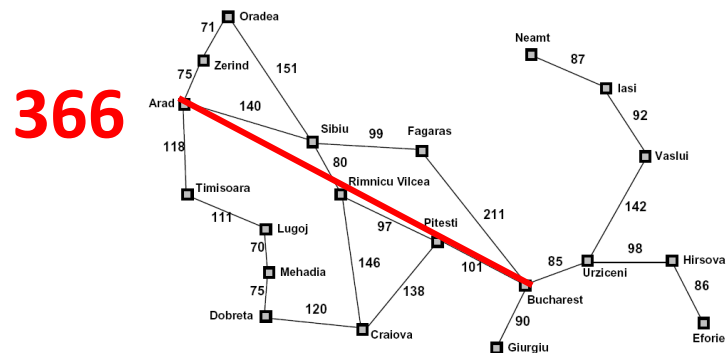 71
Oradea
Neamt
87
Zerind
75
151
366
Arad
140
Iasi
92
Sibiu
99
Fagaras
118
80
Vaslui
Rimnicu Vilcea
Timisoara
111
97
Pitesti
211
142
Lugoj
70
146
101
85
98
Hirsova
Mehadia
Urziceni
75
138
86
Bucharest
Dobreta
120
Craiova
90
Giurgiu
Eforie